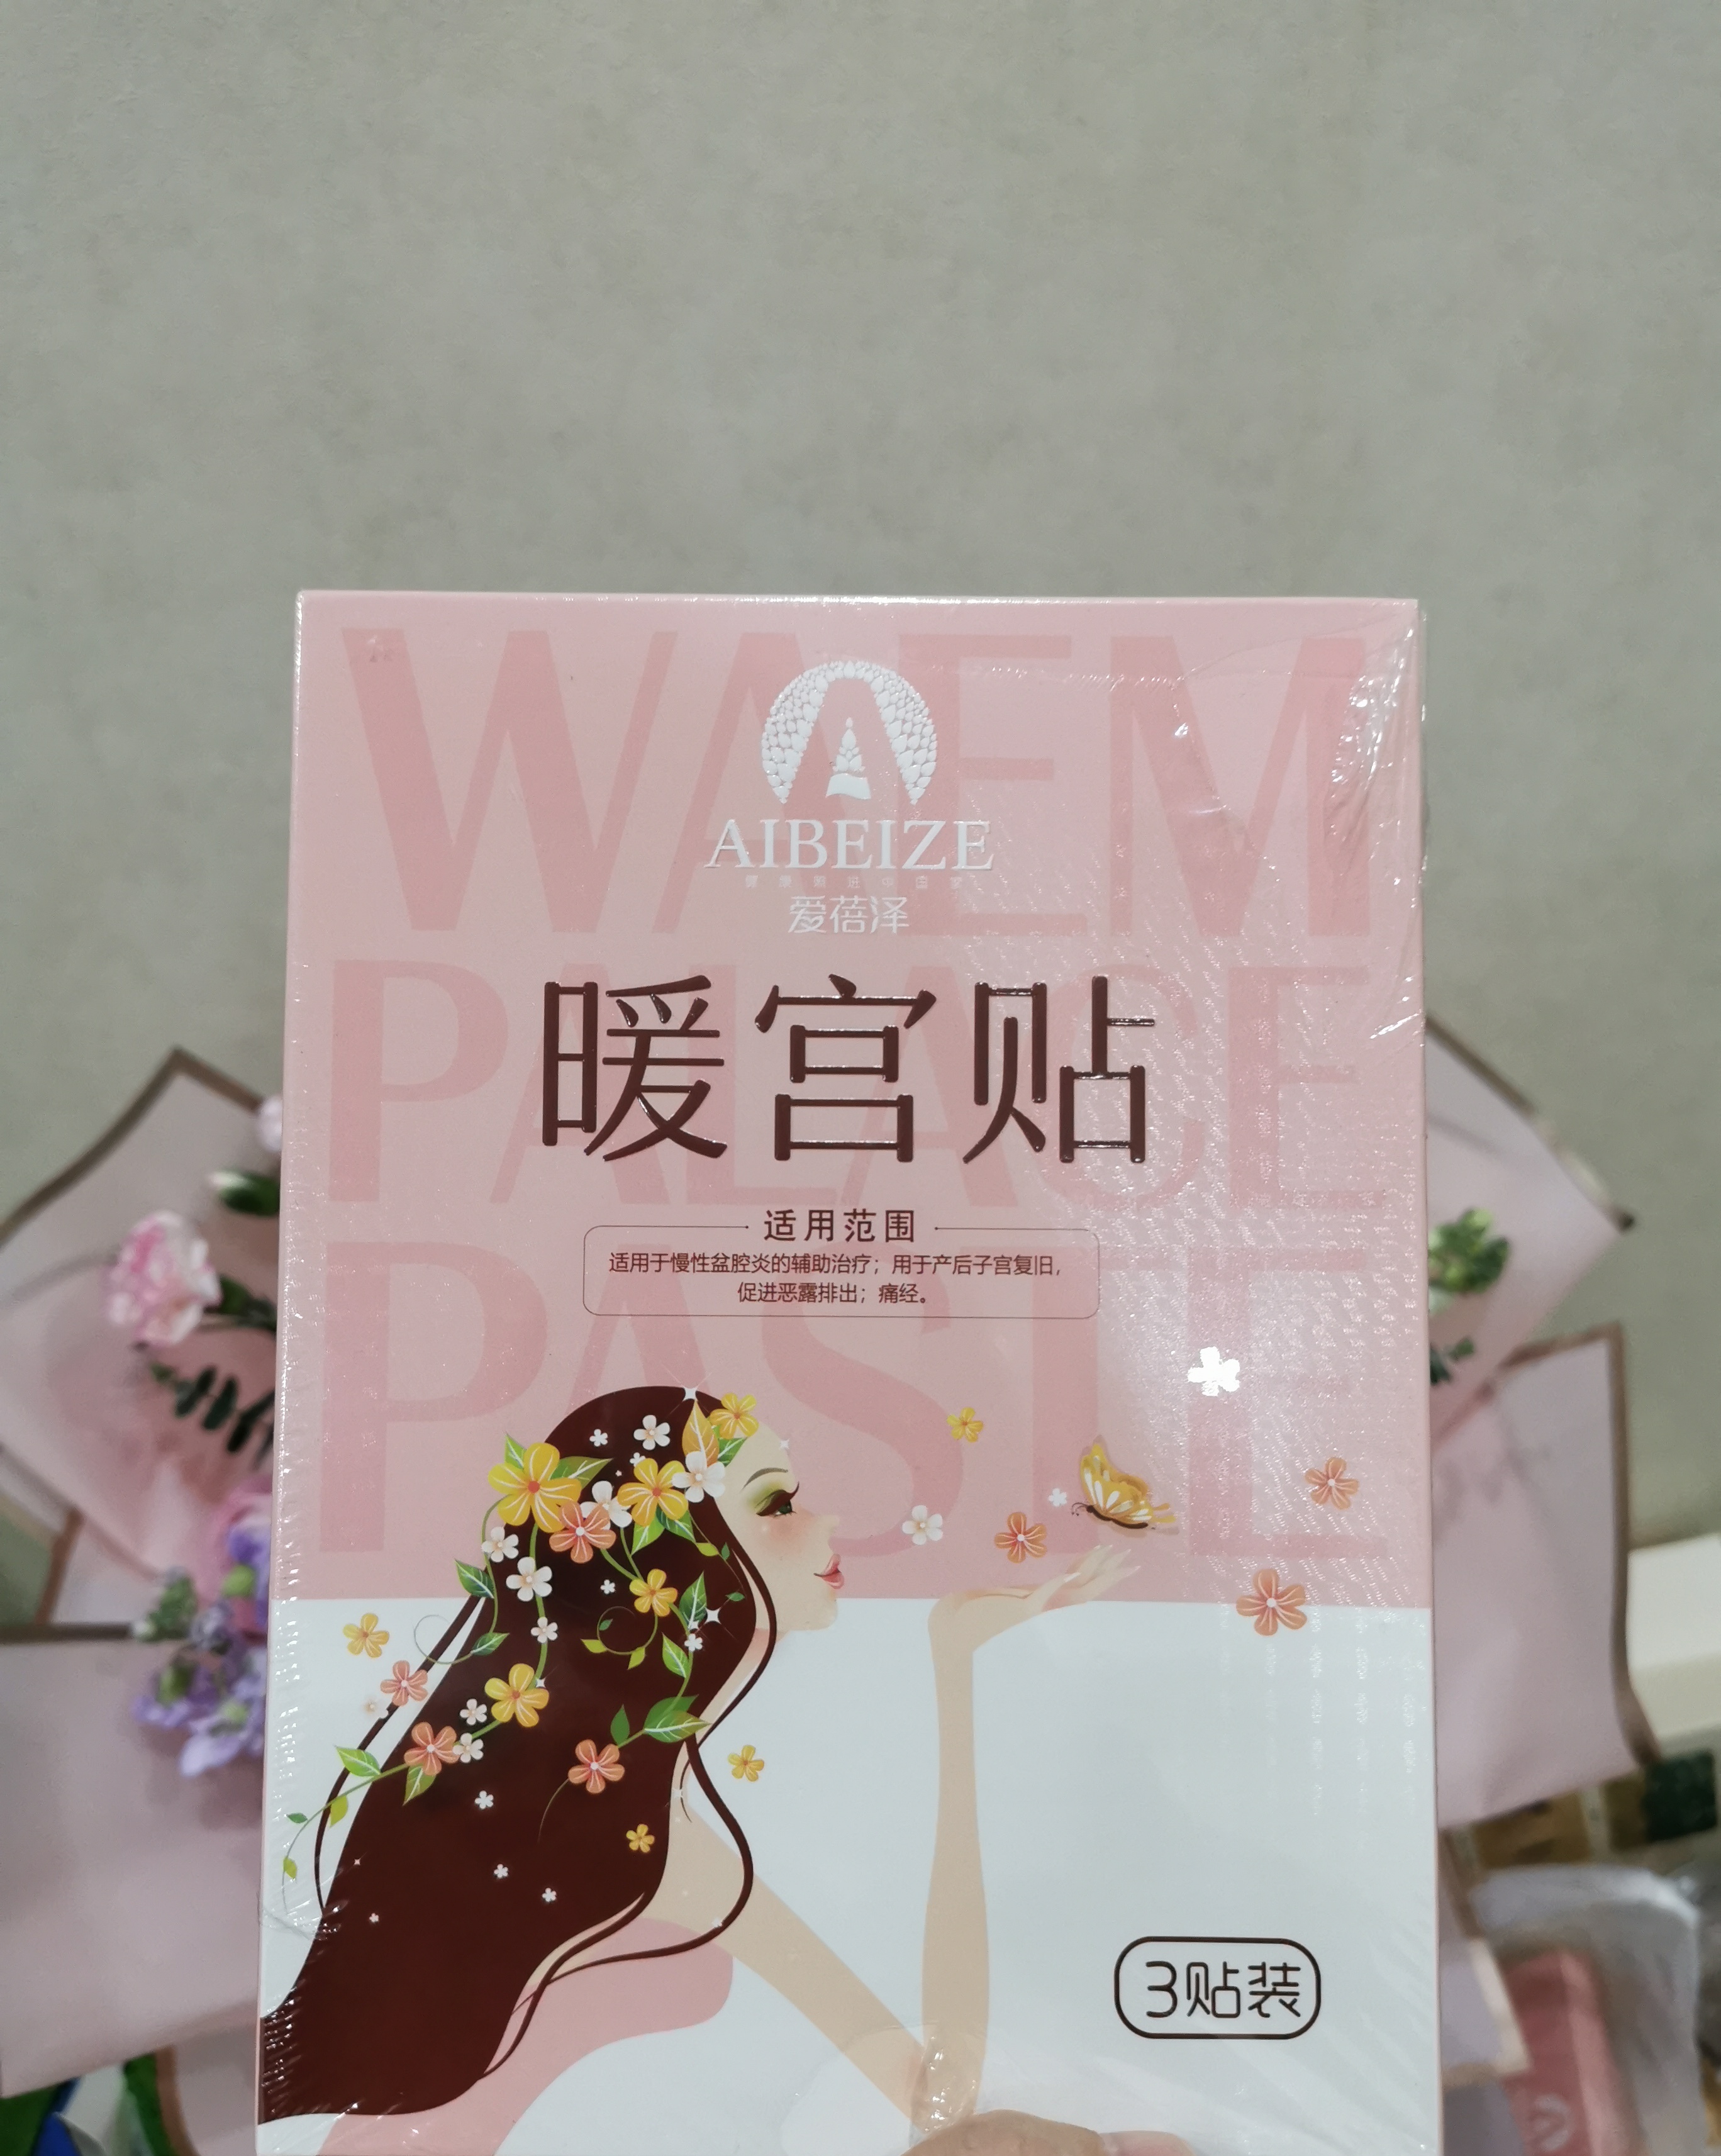 WAEM
AIBEIZE
爱蓓泽
PALACE
暖宫贴
适用范围
适用于慢性盆腔炎的辅助治疗；用于产后子宫复旧，
促进恶露排出；痛经。
PASTE
3贴装